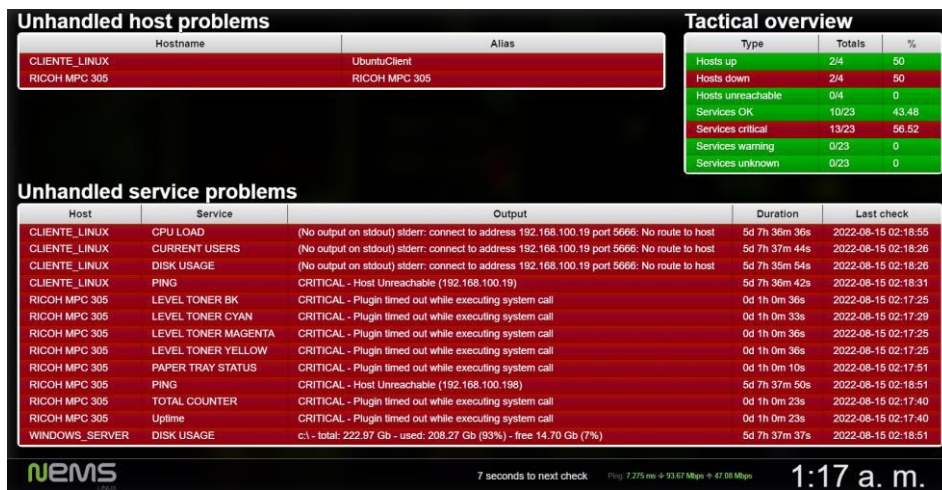 Unhandled host problems
Hostname Alias
CLIENTE_LINUX UbuntuClient
RICOH MPC 305 RICOH MPC 305
Tactical overview
Type Totals %
Hosts up 2/4 50
Hosts down 2/4 50
Hosts unreachable 0/4 0
Services OK 10/23 43.48
Services critical 13/23 56.52
Services warning 0/23 0
Services unknown 0/23 0
Unhandled service problems
Host Service Output Duration Last check
CLIENTE_LINUX CPU LOAD (No output on stdout) stderr: connect to address 192.168.100.19 port 5666: No route to host 5d 7h 36m 36s 2022-08-15 02:18:55
CLIENTE_LINUX CURRENT USERS (No output on stdout) stderr: connect to address 192.168.100.19 port 5666: No route to host 5d 7h 37m 44s 2022-08-15 02:18:26
CLIENTE_LINUX DISK USAGE (No output on stdout) stderr: connect to address 192.168.100.19 port 5666: No route to host 5d 7h 35m 54s 2022-08-15 02:18:26
CLIENTE_LINUX PING CRITICAL - Host Unreachable (192.168.100.19) 5d 7h 36m 42s 2022-08-15 02:18:31
RICOH MPC 305 LEVEL TONER BK CRITICAL - Plugin timed out while executing system call 0d 1h 0m 36s 2022-08-15 02:17:25
RICOH MPC 305 LEVEL TONER CYAN CRITICAL - Plugin timed out while executing system call 0d 1h 0m 33s 2022-08-15 02:17:29
RICOH MPC 305 LEVEL TONER MAGENTA CRITICAL - Plugin timed out while executing system call 0d 1h 0m 36s 2022-08-15 02:17:25
RICOH MPC 305 LEVEL TONER YELLOW CRITICAL - Plugin timed out while executing system call 0d 1h 0m 36s 2022-08-15 02:17:25
RICOH MPC 305 PAPER TRAY STATUS CRITICAL - Plugin timed out while executing system call 0d 1h 0m 10s 2022-08-15 02:17:51
RICOH MPC 305 PING CRITICAL - Host Unreachable (192.168.100.198) 5d 7h 37m 50s 2022-08-15 02:18:51
RICOH MPC 305 TOTAL COUNTER CRITICAL - Plugin timed out while executing system call 0d 1h 0m 23s 2022-08-15 02:17:40
RICOH MPC 305 Uptime CRITICAL - Plugin timed out while executing system call 0d 1h 0m 23s 2022-08-15 02:17:40
WINDOWS_SERVER DISK USAGE c:\ - total: 222.97 Gb - used: 208.27 Gb (93%) - free 14.70 Gb (7%) 5d 7h 37m 37s 2022-08-15 02:18:51
NEMS LINUX 7 seconds to next check Ping: 7.275 ms 93.67 Mbps 47.08 Mbps 1:17 a. m.